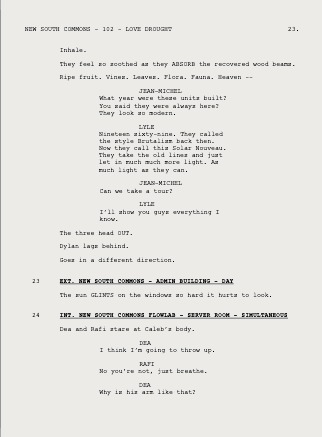 NEW SOUTH COMMONS - 102 - LOVE DROUGHT 23.
Inhale.
They feel so soothed as they ABSORB the recovered wood beams.
Ripe fruit. Vines. Leaves. Flora. Fauna. Heaven --
JEAN-MICHEL
What year were these units built?
You said they were always here?
They look so modern.
LYLE
Nineteen sixty-nine. They called
the style Brutalism back then.
Now they call this Solar Nouveau.
They take the old lines and just
let in much much more light. As
much light as they can.
JEAN-MICHEL
Can we take a tour?
LYLE
I'll show you guys everything I
know.
The three head OUT.
Dylan lags behind.
Goes in a different direction.
23 EXT. NEW SOUTH COMMONS - ADMIN BUILDING - DAY
The sun GLINTS on the windows so hard it hurts to look.
24 INT. NEW SOUTH COMMONS FLOWLAB - SERVER ROOM - SIMULTANEOUS
Dea and Rafi stare at Caleb's body.
DEA
I think I'm going to throw up.
RAFI
No you're not, just breathe.
DEA
Why is his arm like that?